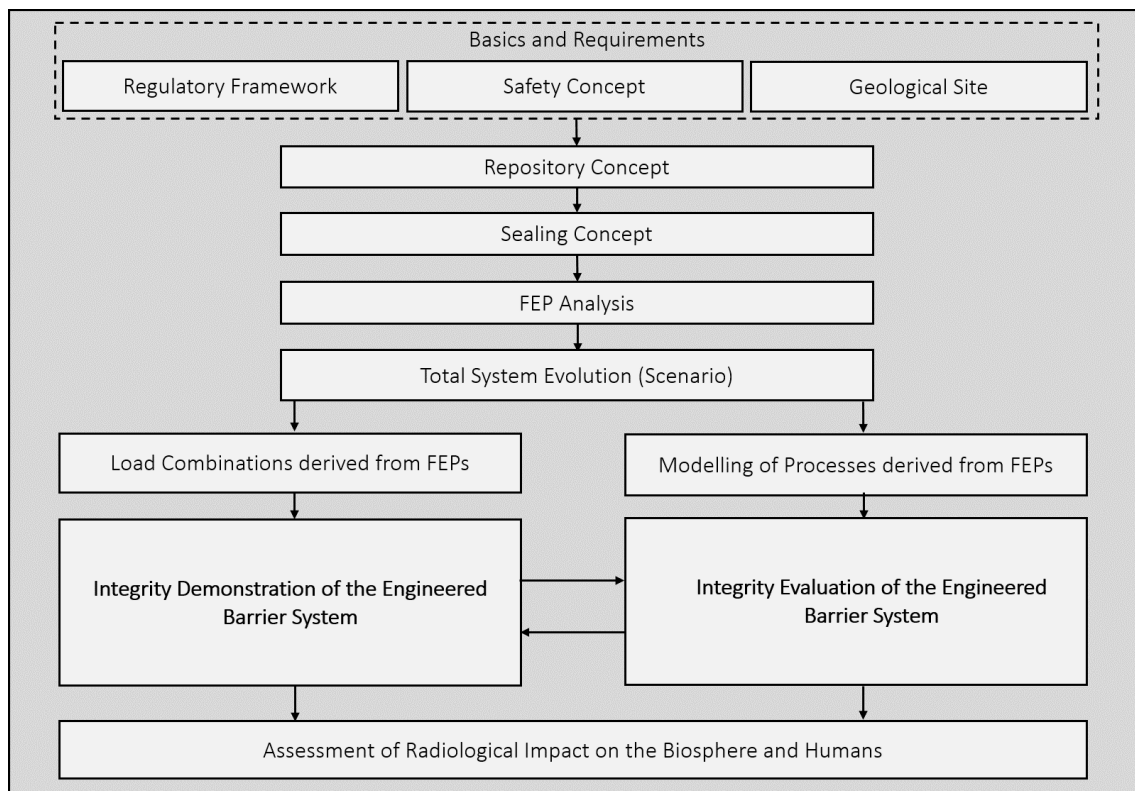 Basics and Requirements
Regulatory Framework
Safety Concept
Geological Site
Repository Concept
Sealing Concept
FEP Analysis
Total System Evolution (Scenario)
Load Combinations derived from FEPs
Modelling of Processes derived from FEPs
Integrity Demonstration of the Engineered
Barrier System
Integrity Evaluation of the Engineered
Barrier System
Assessment of Radiological Impact on the Biosphere and Humans